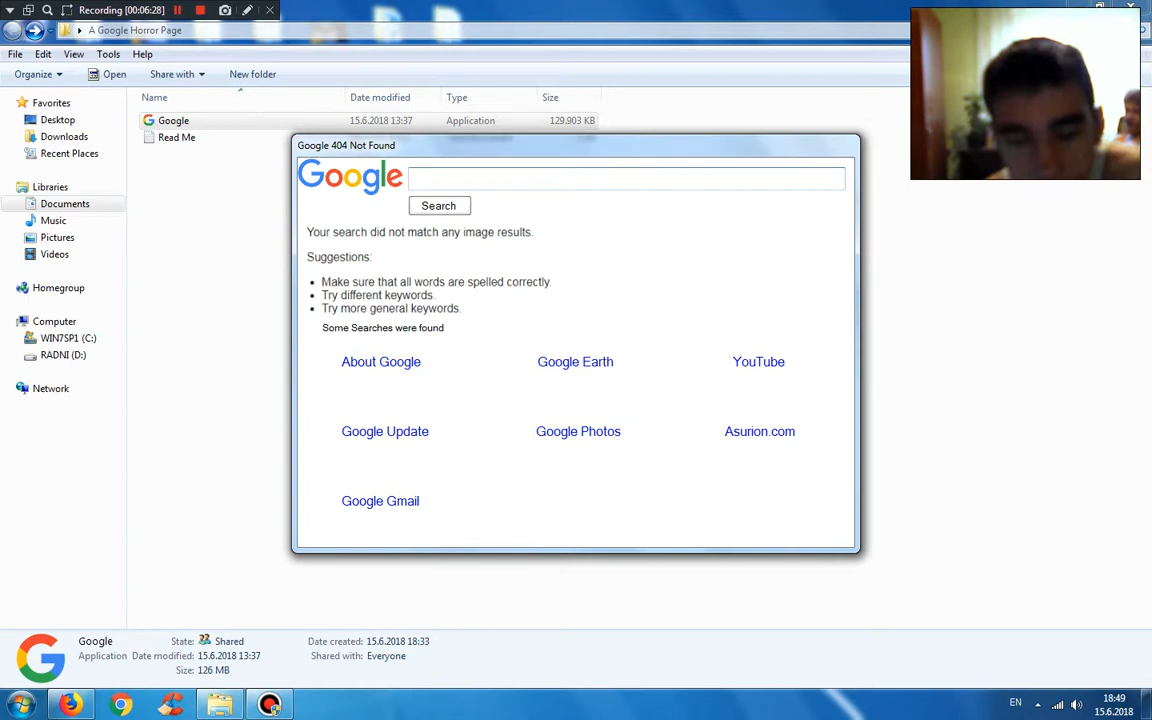 Recording [00:06:28]
A Google Horror Page
File Edit View Tools Help
Organize Open Share with New folder
Name Date modified Type Size
Google 15.6.2018 13:37 Application 129.903 KB
Read Me
Favorites
Desktop
Downloads
Recent Places
Libraries
Documents
Music
Pictures
Videos
Homegroup
Computer
WIN7SP1 (C:)
RADNI (D:)
Network
Google 404 Not Found
Google
Search
Your search did not match any image results.
Suggestions:
• Make sure that all words are spelled correctly.
• Try different keywords.
• Try more general keywords.
Some Searches were found
About Google Google Earth YouTube
Google Update Google Photos Asurion.com
Google Gmail
Google State: Shared Date created: 15.6.2018 18:33
Application Date modified: 15.6.2018 13:37 Shared with: Everyone
Size: 126 MB
EN
18:49
15.6.2018